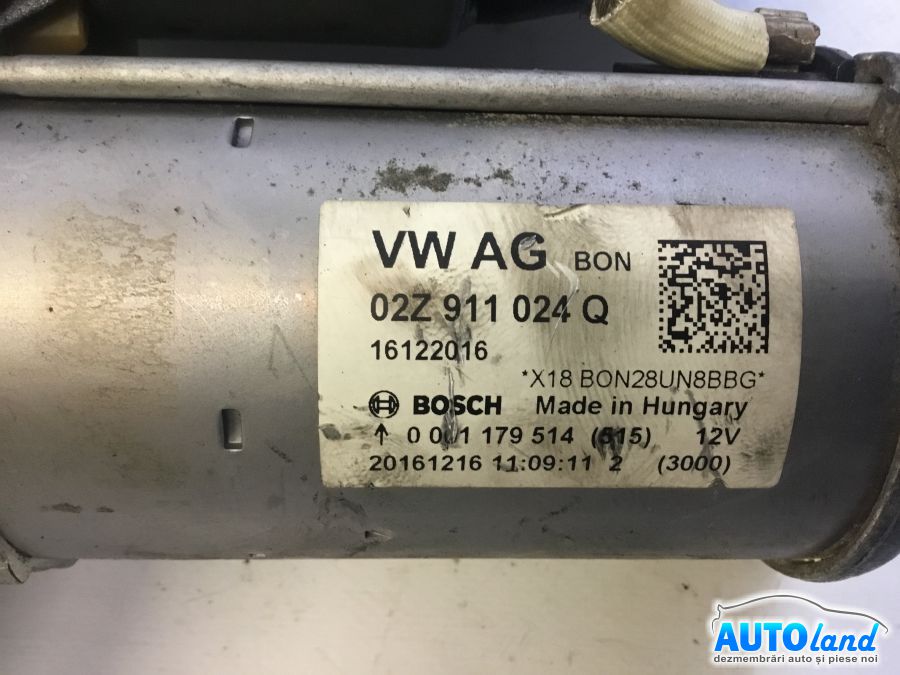 VW AG BON
02Z 911 024 Q
16122016
*X18 BON28UN8BBG*
BOSCH Made in Hungary
↑ 0 001 179 514 (515) 12V
20161216 11:09:11 2 (3000)
AUTOland
dezmembrări auto și piese noi